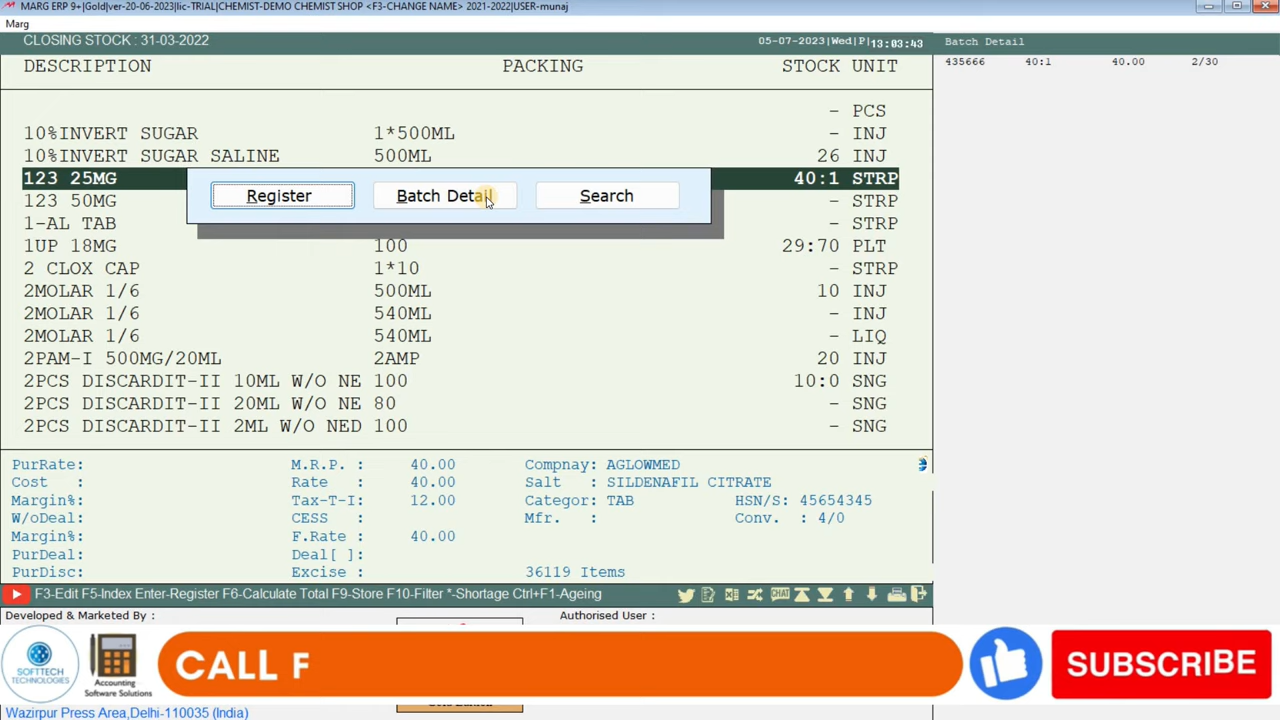 MARG ERP 9+|Gold|ver-20-06-2023|lic-TRIAL|CHEMIST-DEMO CHEMIST SHOP <F3-CHANGE NAME> 2021-2022|USER-munaj
Marg
CLOSING STOCK : 31-03-2022 05-07-2023|Wed|P|13:03:43 Batch Detail
DESCRIPTION PACKING STOCK UNIT 435666 40:1 40.00 2/30
- PCS
10%INVERT SUGAR 1*500ML - INJ
10%INVERT SUGAR SALINE 500ML 26 INJ
123 25MG 40:1 STRP
Register Batch Detail Search
123 50MG - STRP
1-AL TAB - STRP
1UP 18MG 100 29:70 PLT
2 CLOX CAP 1*10 - STRP
2MOLAR 1/6 500ML 10 INJ
2MOLAR 1/6 540ML - INJ
2MOLAR 1/6 540ML - LIQ
2PAM-I 500MG/20ML 2AMP 20 INJ
2PCS DISCARDIT-II 10ML W/O NE 100 10:0 SNG
2PCS DISCARDIT-II 20ML W/O NE 80 - SNG
2PCS DISCARDIT-II 2ML W/O NED 100 - SNG
PurRate: M.R.P. : 40.00 Compnay: AGLOWMED
Cost : Rate : 40.00 Salt : SILDENAFIL CITRATE
Margin%: Tax-T-I: 12.00 Categor: TAB HSN/S: 45654345
W/oDeal: CESS : Mfr. : Conv. : 4/0
Margin%: F.Rate : 40.00
PurDeal: Deal[ ]:
PurDisc: Excise : 36119 Items
F3-Edit F5-Index Enter-Register F6-Calculate Total F9-Store F10-Filter *-Shortage Ctrl+F1-Ageing CHAT
Developed & Marketed By : Authorised User :
SOFTTECH
TECHNOLOGIES
Accounting
Software Solutions
CALL F
SUBSCRIBE
Wazirpur Press Area,Delhi-110035 (India)